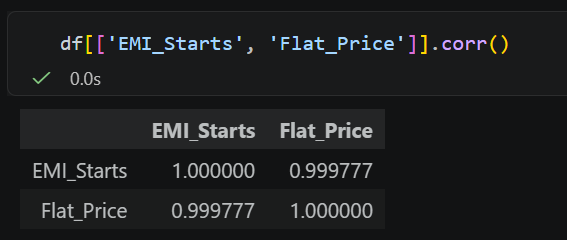 df[['EMI_Starts', 'Flat_Price']].corr()
0.0s
EMI_Starts Flat_Price
EMI_Starts 1.000000 0.999777
Flat_Price 0.999777 1.000000